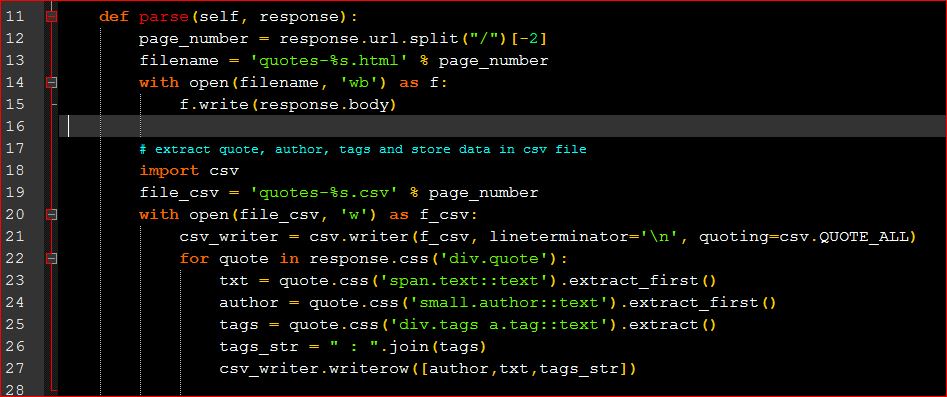 11 def parse(self, response):
12 page_number = response.url.split("/")[-2]
13 filename = 'quotes-%s.html' % page_number
14 with open(filename, 'wb') as f:
15 f.write(response.body)
16
17 # extract quote, author, tags and store data in csv file
18 import csv
19 file_csv = 'quotes-%s.csv' % page_number
20 with open(file_csv, 'w') as f_csv:
21 csv_writer = csv.writer(f_csv, lineterminator='\n', quoting=csv.QUOTE_ALL)
22 for quote in response.css('div.quote'):
23 txt = quote.css('span.text::text').extract_first()
24 author = quote.css('small.author::text').extract_first()
25 tags = quote.css('div.tags a.tag::text').extract()
26 tags_str = " : ".join(tags)
27 csv_writer.writerow([author,txt,tags_str])
28